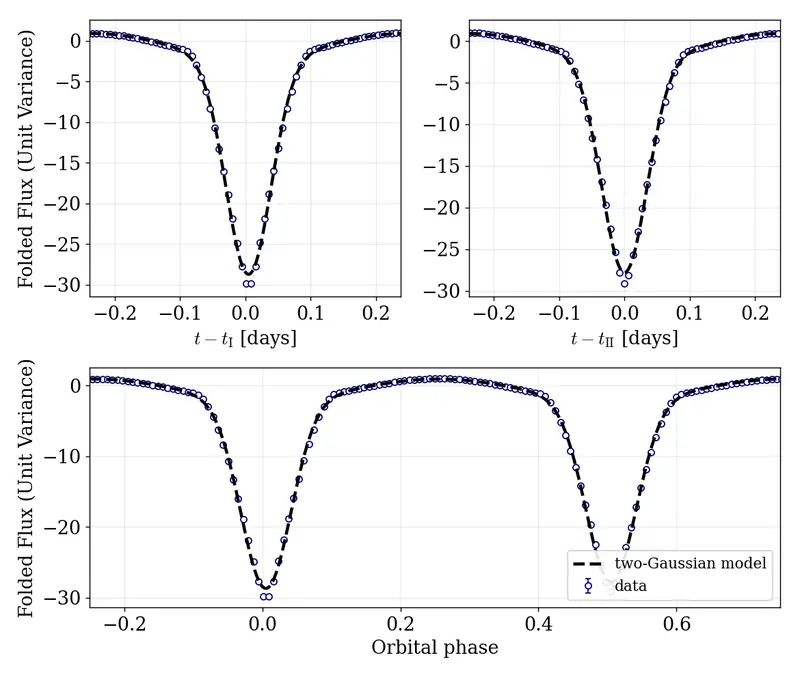 Folded Flux (Unit Variance)
0
−5
−10
−15
−20
−25
−30
−0.2 −0.1 0.0 0.1 0.2
t − tI [days]
0
−5
−10
−15
−20
−25
−30
−0.2 −0.1 0.0 0.1 0.2
t − tII [days]
Folded Flux (Unit Variance)
0
−10
−20
−30
two-Gaussian model
data
−0.2 0.0 0.2 0.4 0.6
Orbital phase